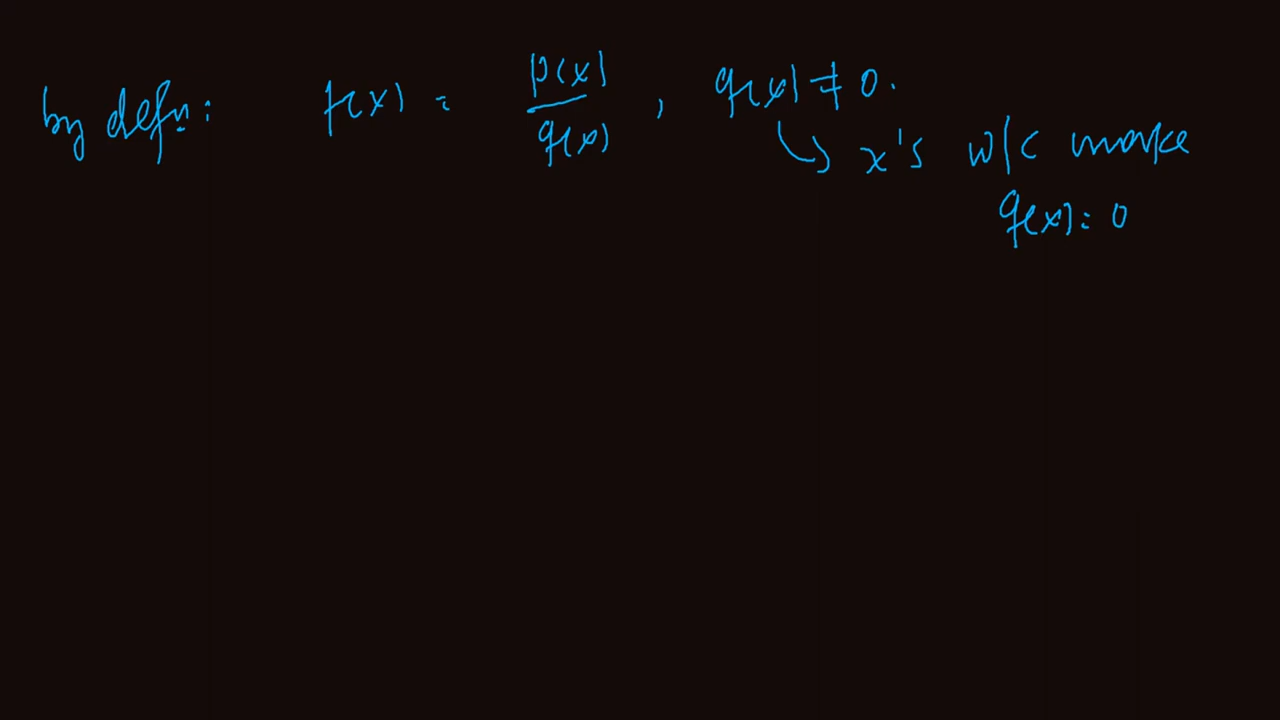 by defn: f(x) = p(x)/q(x), q(x) ≠ 0.
x's w/c make
q(x) = 0